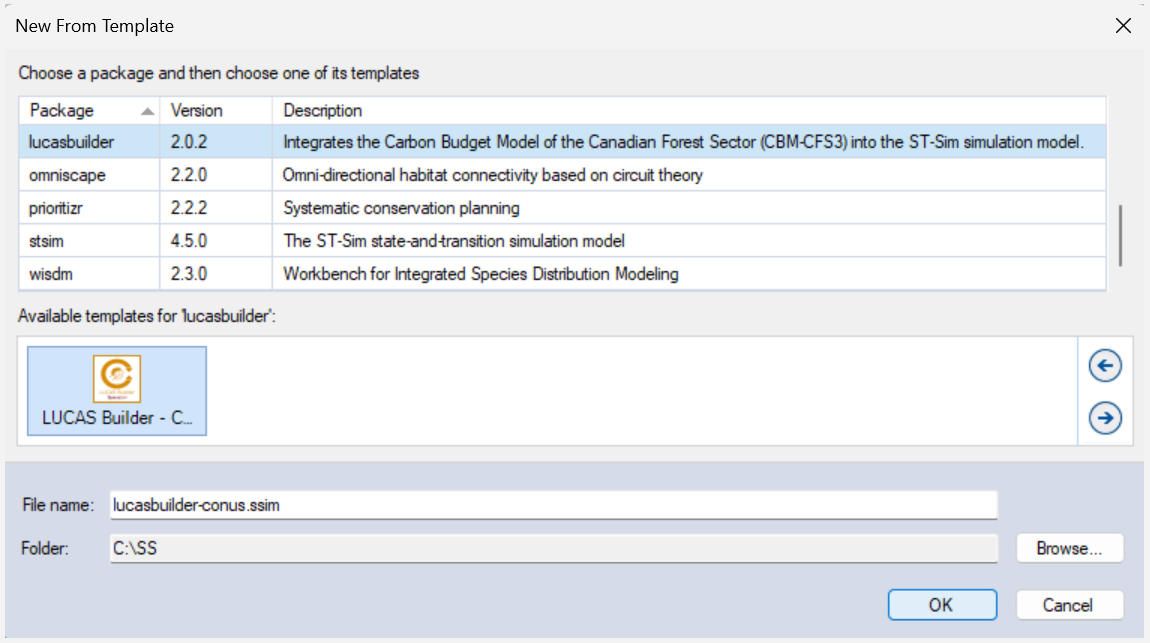 New From Template
Choose a package and then choose one of its templates
Package Version Description
lucasbuilder 2.0.2 Integrates the Carbon Budget Model of the Canadian Forest Sector (CBM-CFS3) into the ST-Sim simulation model.
omniscape 2.2.0 Omni-directional habitat connectivity based on circuit theory
prioritizr 2.2.2 Systematic conservation planning
stsim 4.5.0 The ST-Sim state-and-transition simulation model
wisdm 2.3.0 Workbench for Integrated Species Distribution Modeling
Available templates for 'lucasbuilder':
LUCAS Builder - C...
File name: lucasbuilder-conus.ssim
Folder: C:\SS Browse...
OK Cancel